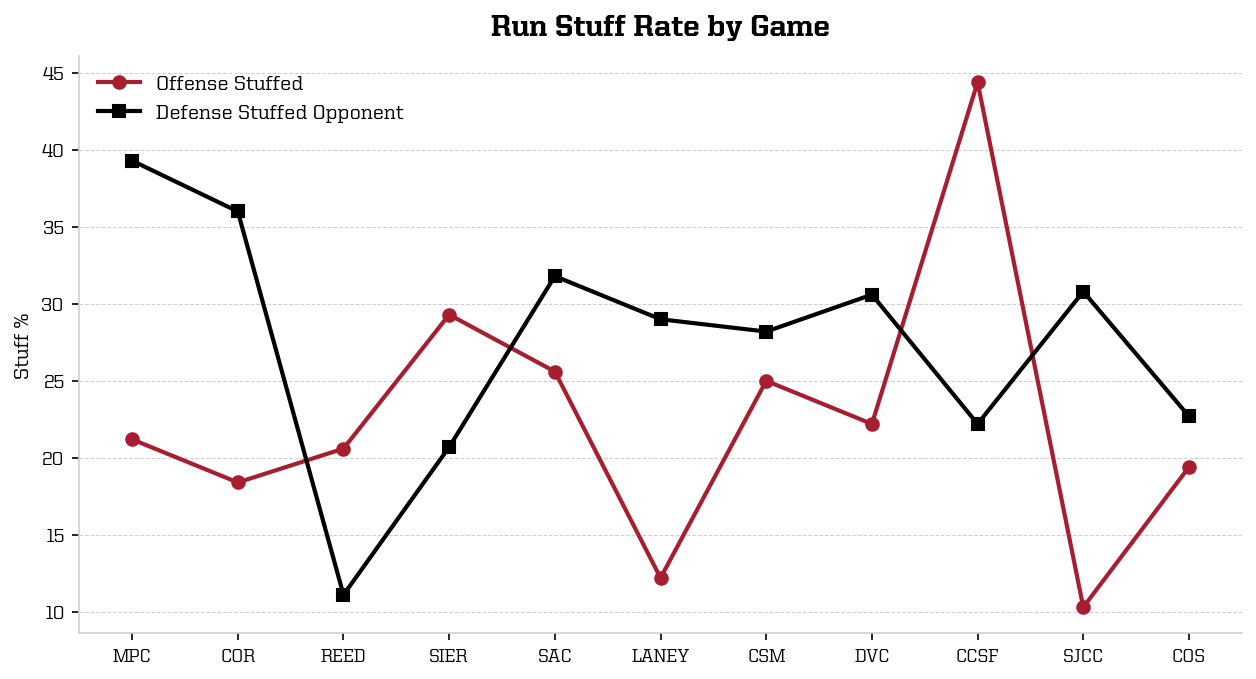 Run Stuff Rate by Game
Offense Stuffed
Defense Stuffed Opponent
Stuff %
45
40
35
30
25
20
15
10
MPC COR REED SIER SAC LANEY CSM DVC CCSF SJCC COS